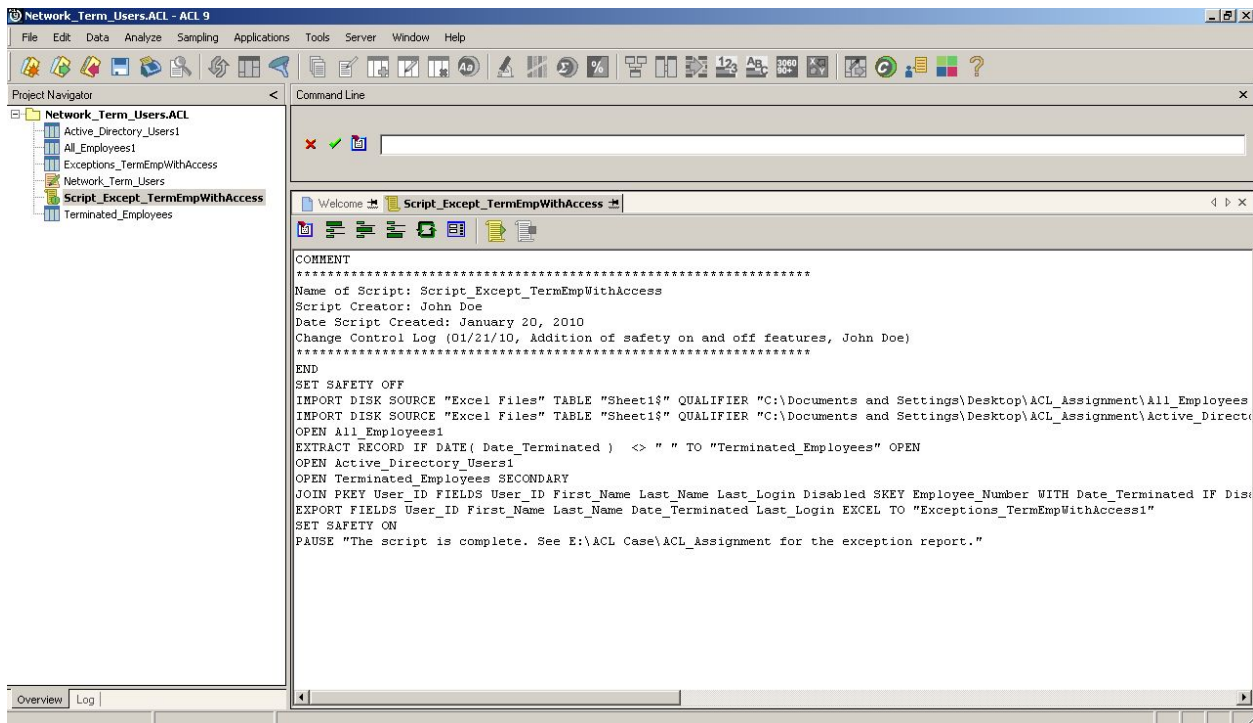 Network_Term_Users.ACL - ACL 9
File Edit Data Analyze Sampling Applications Tools Server Window Help
Project Navigator <
Network_Term_Users.ACL
Active_Directory_Users1
All_Employees1
Exceptions_TermEmpWithAccess
Network_Term_Users
Script_Except_TermEmpWithAccess
Terminated_Employees
Overview Log
Command Line
Welcome Script_Except_TermEmpWithAccess
COMMENT
******************************************************************
Name of Script: Script_Except_TermEmpWithAccess
Script Creator: John Doe
Date Script Created: January 20, 2010
Change Control Log (01/21/10, Addition of safety on and off features, John Doe)
******************************************************************
END
SET SAFETY OFF
IMPORT DISK SOURCE "Excel Files" TABLE "Sheet1$" QUALIFIER "C:\Documents and Settings\Desktop\ACL_Assignment\All_Employees
IMPORT DISK SOURCE "Excel Files" TABLE "Sheet1$" QUALIFIER "C:\Documents and Settings\Desktop\ACL_Assignment\Active_Direct
OPEN All_Employees1
EXTRACT RECORD IF DATE( Date_Terminated ) <> " " TO "Terminated_Employees" OPEN
OPEN Active_Directory_Users1
OPEN Terminated_Employees SECONDARY
JOIN PKEY User_ID FIELDS User_ID First_Name Last_Name Last_Login Disabled SKEY Employee_Number WITH Date_Terminated IF Dis
EXPORT FIELDS User_ID First_Name Last_Name Date_Terminated Last_Login EXCEL TO "Exceptions_TermEmpWithAccess1"
SET SAFETY ON
PAUSE "The script is complete. See E:\ACL Case\ACL_Assignment for the exception report."